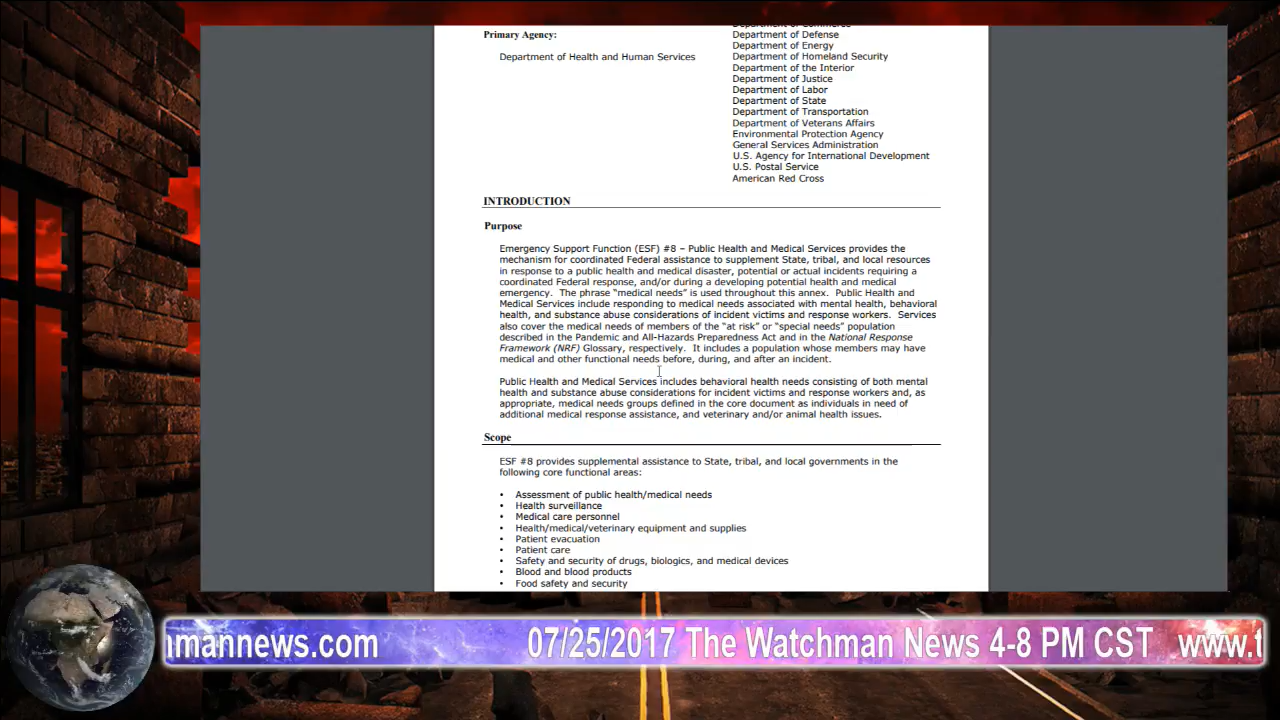 Department of Commerce
Primary Agency:
Department of Defense
Department of Energy
Department of Health and Human Services
Department of Homeland Security
Department of the Interior
Department of Justice
Department of Labor
Department of State
Department of Transportation
Department of Veterans Affairs
Environmental Protection Agency
General Services Administration
U.S. Agency for International Development
U.S. Postal Service
American Red Cross
INTRODUCTION
Purpose
Emergency Support Function (ESF) #8 – Public Health and Medical Services provides the
mechanism for coordinated Federal assistance to supplement State, tribal, and local resources
in response to a public health and medical disaster, potential or actual incidents requiring a
coordinated Federal response, and/or during a developing potential health and medical
emergency. The phrase “medical needs” is used throughout this annex. Public Health and
Medical Services include responding to medical needs associated with mental health, behavioral
health, and substance abuse considerations of incident victims and response workers. Services
also cover the medical needs of members of the “at risk” or “special needs” population
described in the Pandemic and All-Hazards Preparedness Act and in the National Response
Framework (NRF) Glossary, respectively. It includes a population whose members may have
medical and other functional needs before, during, and after an incident.
Public Health and Medical Services includes behavioral health needs consisting of both mental
health and substance abuse considerations for incident victims and response workers and, as
appropriate, medical needs groups defined in the core document as individuals in need of
additional medical response assistance, and veterinary and/or animal health issues.
Scope
ESF #8 provides supplemental assistance to State, tribal, and local governments in the
following core functional areas:
• Assessment of public health/medical needs
• Health surveillance
• Medical care personnel
• Health/medical/veterinary equipment and supplies
• Patient evacuation
• Patient care
• Safety and security of drugs, biologics, and medical devices
• Blood and blood products
• Food safety and security
mannews.com 07/25/2017 The Watchman News 4-8 PM CST www.t